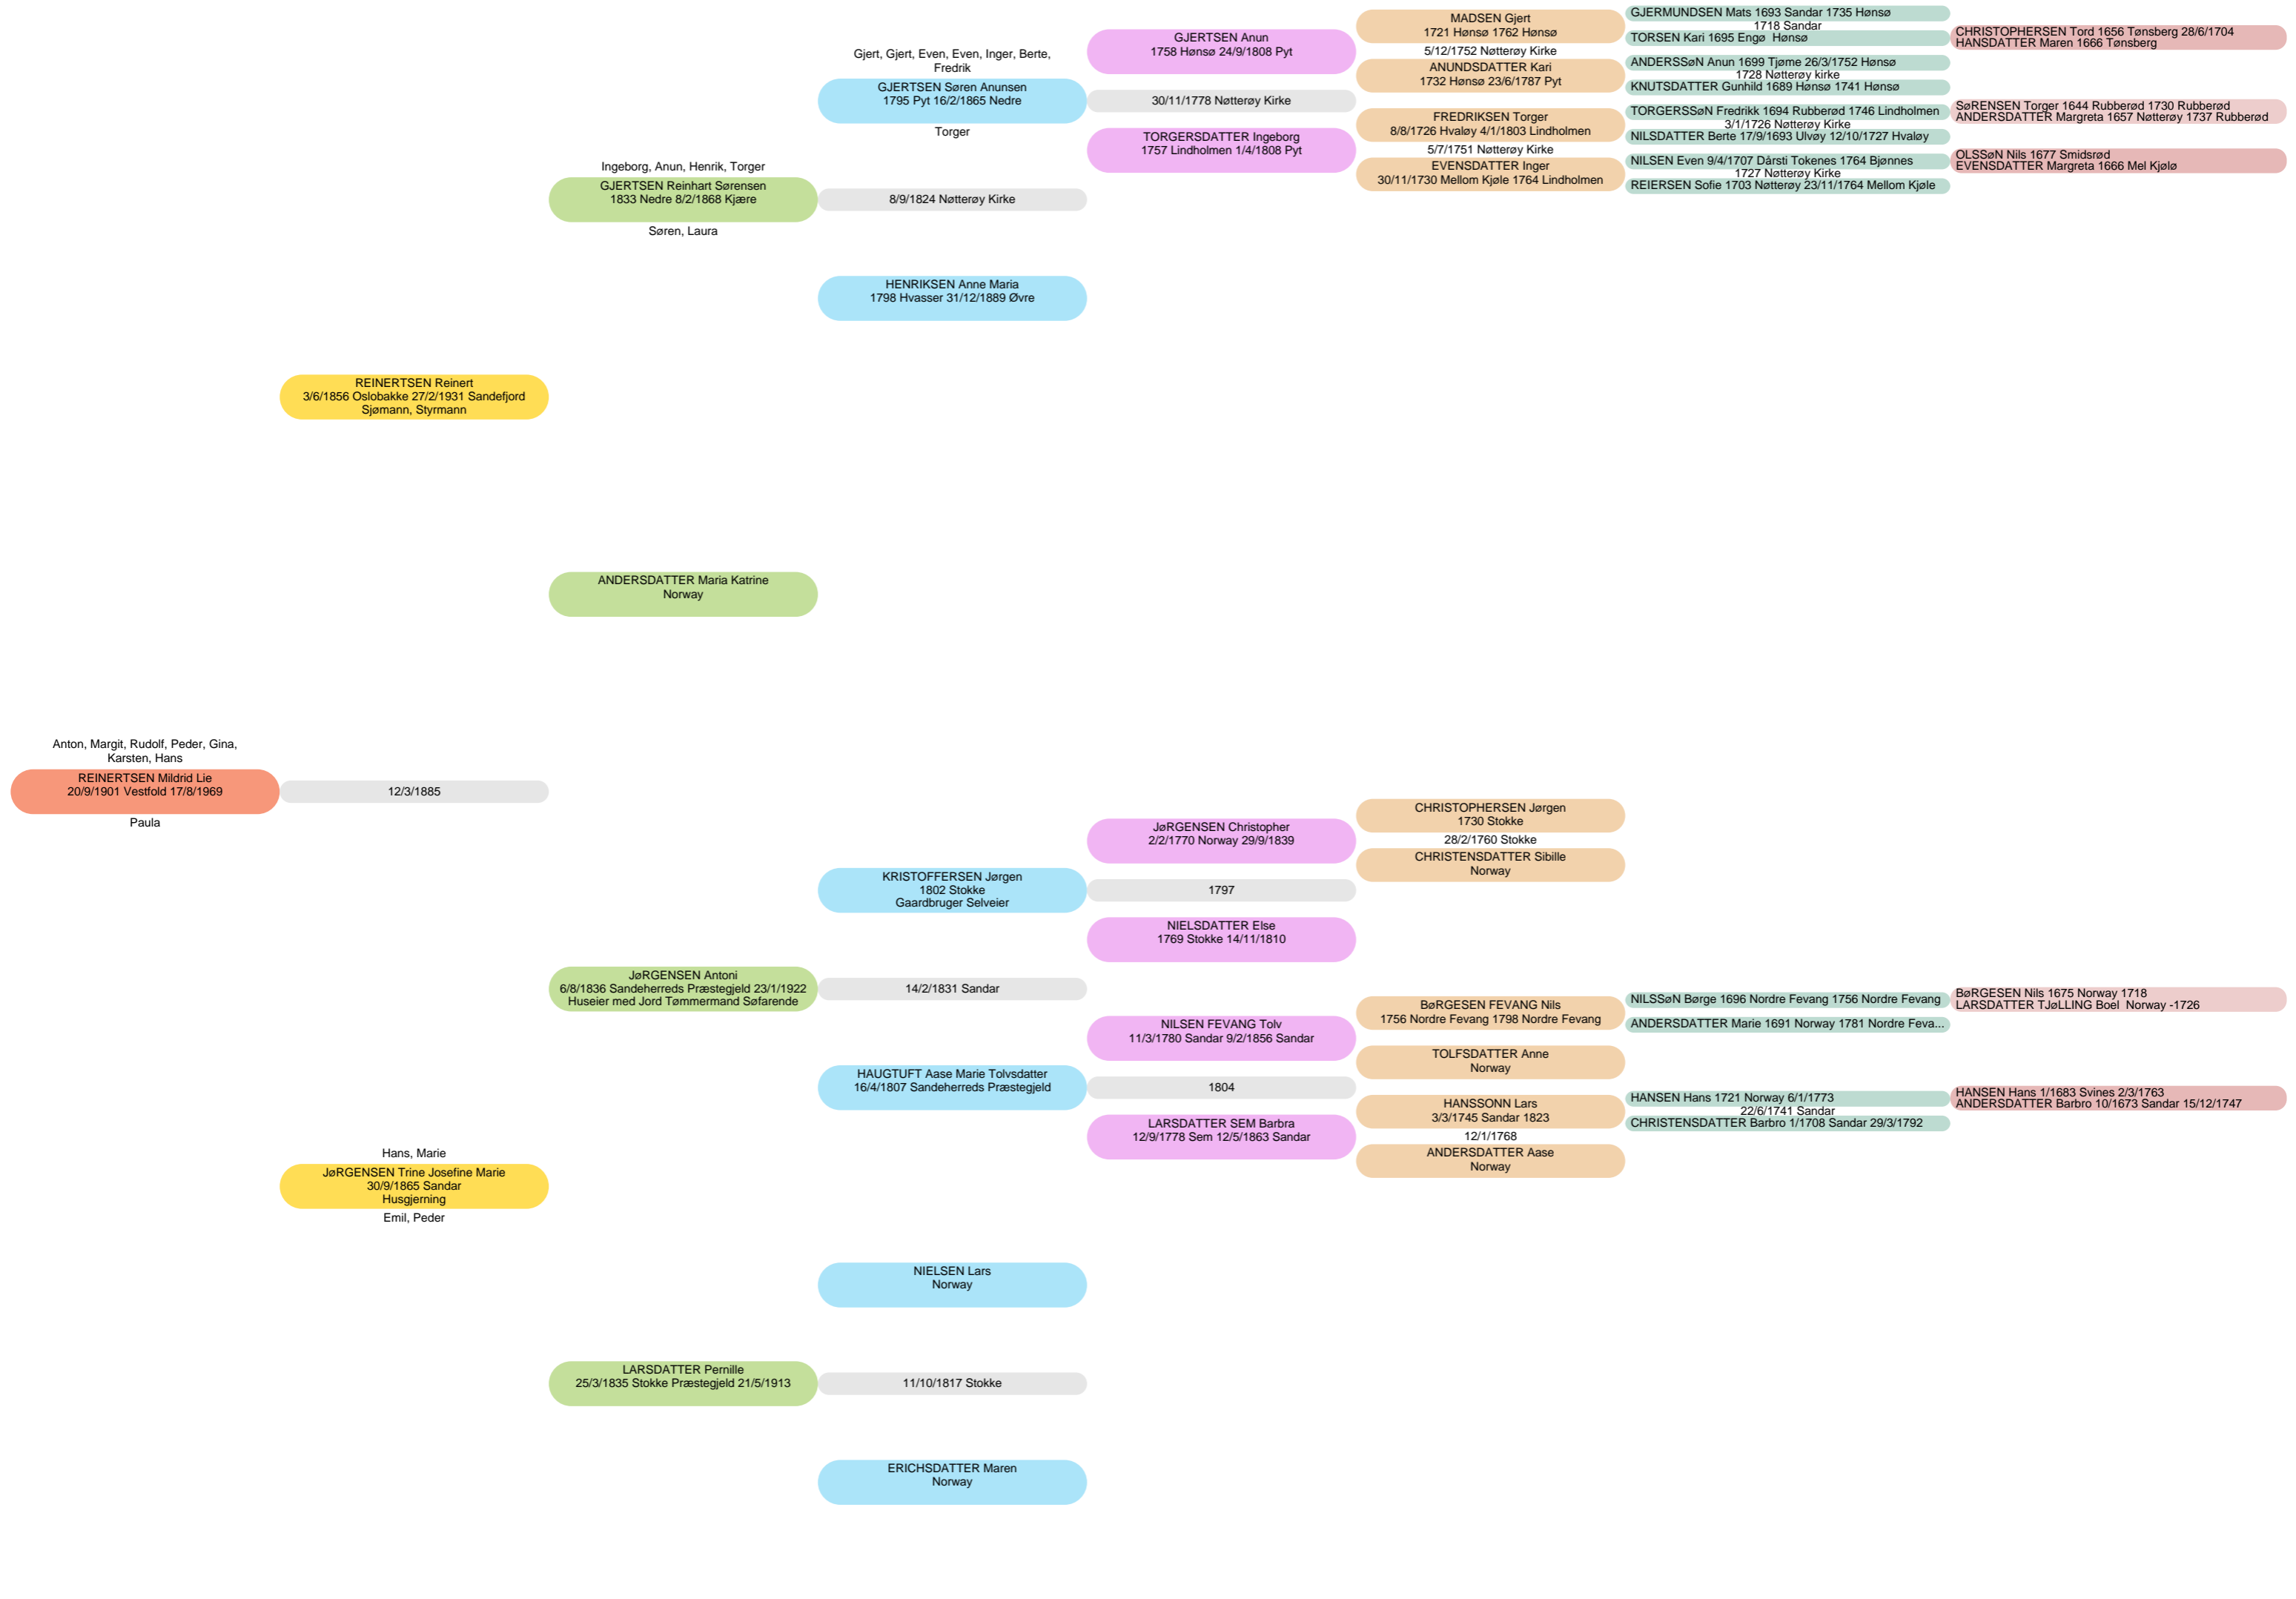 Anton, Margit, Rudolf, Peder, Gina,
Karsten, Hans
REINERTSEN Mildrid Lie
20/9/1901 Vestfold 17/8/1969
Paula
REINERTSEN Reinert
3/6/1856 Oslobakke 27/2/1931 Sandefjord
Sjømann, Styrmann
12/3/1885
Hans, Marie
JøRGENSEN Trine Josefine Marie
30/9/1865 Sandar
Husgjerning
Emil, Peder
Ingeborg, Anun, Henrik, Torger
GJERTSEN Reinhart Sørensen
1833 Nedre 8/2/1868 Kjære
Søren, Laura
ANDERSDATTER Maria Katrine
Norway
JøRGENSEN Antoni
6/8/1836 Sandeherreds Præstegjeld 23/1/1922
Huseier med Jord Tømmermand Søfarende
LARSDATTER Pernille
25/3/1835 Stokke Præstegjeld 21/5/1913
Gjert, Gjert, Even, Even, Inger, Berte,
Fredrik
GJERTSEN Søren Anunsen
1795 Pyt 16/2/1865 Nedre
Torger
8/9/1824 Nøtterøy Kirke
HENRIKSEN Anne Maria
1798 Hvasser 31/12/1889 Øvre
KRISTOFFERSEN Jørgen
1802 Stokke
Gaardbruger Selveier
14/2/1831 Sandar
HAUGTUFT Aase Marie Tolvsdatter
16/4/1807 Sandeherreds Præstegjeld
NIELSEN Lars
Norway
11/10/1817 Stokke
ERICHSDATTER Maren
Norway
GJERTSEN Anun
1758 Hønsø 24/9/1808 Pyt
30/11/1778 Nøtterøy Kirke
TORGERSDATTER Ingeborg
1757 Lindholmen 1/4/1808 Pyt
JøRGENSEN Christopher
2/2/1770 Norway 29/9/1839
1797
NIELSDATTER Else
1769 Stokke 14/11/1810
NILSEN FEVANG Tolv
11/3/1780 Sandar 9/2/1856 Sandar
1804
LARSDATTER SEM Barbra
12/9/1778 Sem 12/5/1863 Sandar
MADSEN Gjert
1721 Hønsø 1762 Hønsø
5/12/1752 Nøtterøy Kirke
ANUNDSDATTER Kari
1732 Hønsø 23/6/1787 Pyt
FREDRIKSEN Torger
8/8/1726 Hvaløy 4/1/1803 Lindholmen
5/7/1751 Nøtterøy Kirke
EVENSDATTER Inger
30/11/1730 Mellom Kjøle 1764 Lindholmen
CHRISTOPHERSEN Jørgen
1730 Stokke
28/2/1760 Stokke
CHRISTENSDATTER Sibille
Norway
BøRGESEN FEVANG Nils
1756 Nordre Fevang 1798 Nordre Fevang
TOLFSDATTER Anne
Norway
HANSSONN Lars
3/3/1745 Sandar 1823
12/1/1768
ANDERSDATTER Aase
Norway
GJERMUNDSEN Mats 1693 Sandar 1735 Hønsø
1718 Sandar
TORSEN Kari 1695 Engø  Hønsø
ANDERSSøN Anun 1699 Tjøme 26/3/1752 Hønsø
1728 Nøtterøy kirke
KNUTSDATTER Gunhild 1689 Hønsø 1741 Hønsø
TORGERSSøN Fredrikk 1694 Rubberød 1746 Lindholmen
3/1/1726 Nøtterøy Kirke
NILSDATTER Berte 17/9/1693 Ulvøy 12/10/1727 Hvaløy
NILSEN Even 9/4/1707 Dårsti Tokenes 1764 Bjønnes
1727 Nøtterøy Kirke
REIERSEN Sofie 1703 Nøtterøy 23/11/1764 Mellom Kjøle
NILSSøN Børge 1696 Nordre Fevang 1756 Nordre Fevang
ANDERSDATTER Marie 1691 Norway 1781 Nordre Feva...
HANSEN Hans 1721 Norway 6/1/1773
22/6/1741 Sandar
CHRISTENSDATTER Barbro 1/1708 Sandar 29/3/1792
CHRISTOPHERSEN Tord 1656 Tønsberg 28/6/1704
HANSDATTER Maren 1666 Tønsberg
SøRENSEN Torger 1644 Rubberød 1730 Rubberød
ANDERSDATTER Margreta 1657 Nøtterøy 1737 Rubberød
OLSSøN Nils 1677 Smidsrød
EVENSDATTER Margreta 1666 Mel Kjølø
BøRGESEN Nils 1675 Norway 1718
LARSDATTER TJøLLING Boel  Norway -1726
HANSEN Hans 1/1683 Svines 2/3/1763
ANDERSDATTER Barbro 10/1673 Sandar 15/12/1747